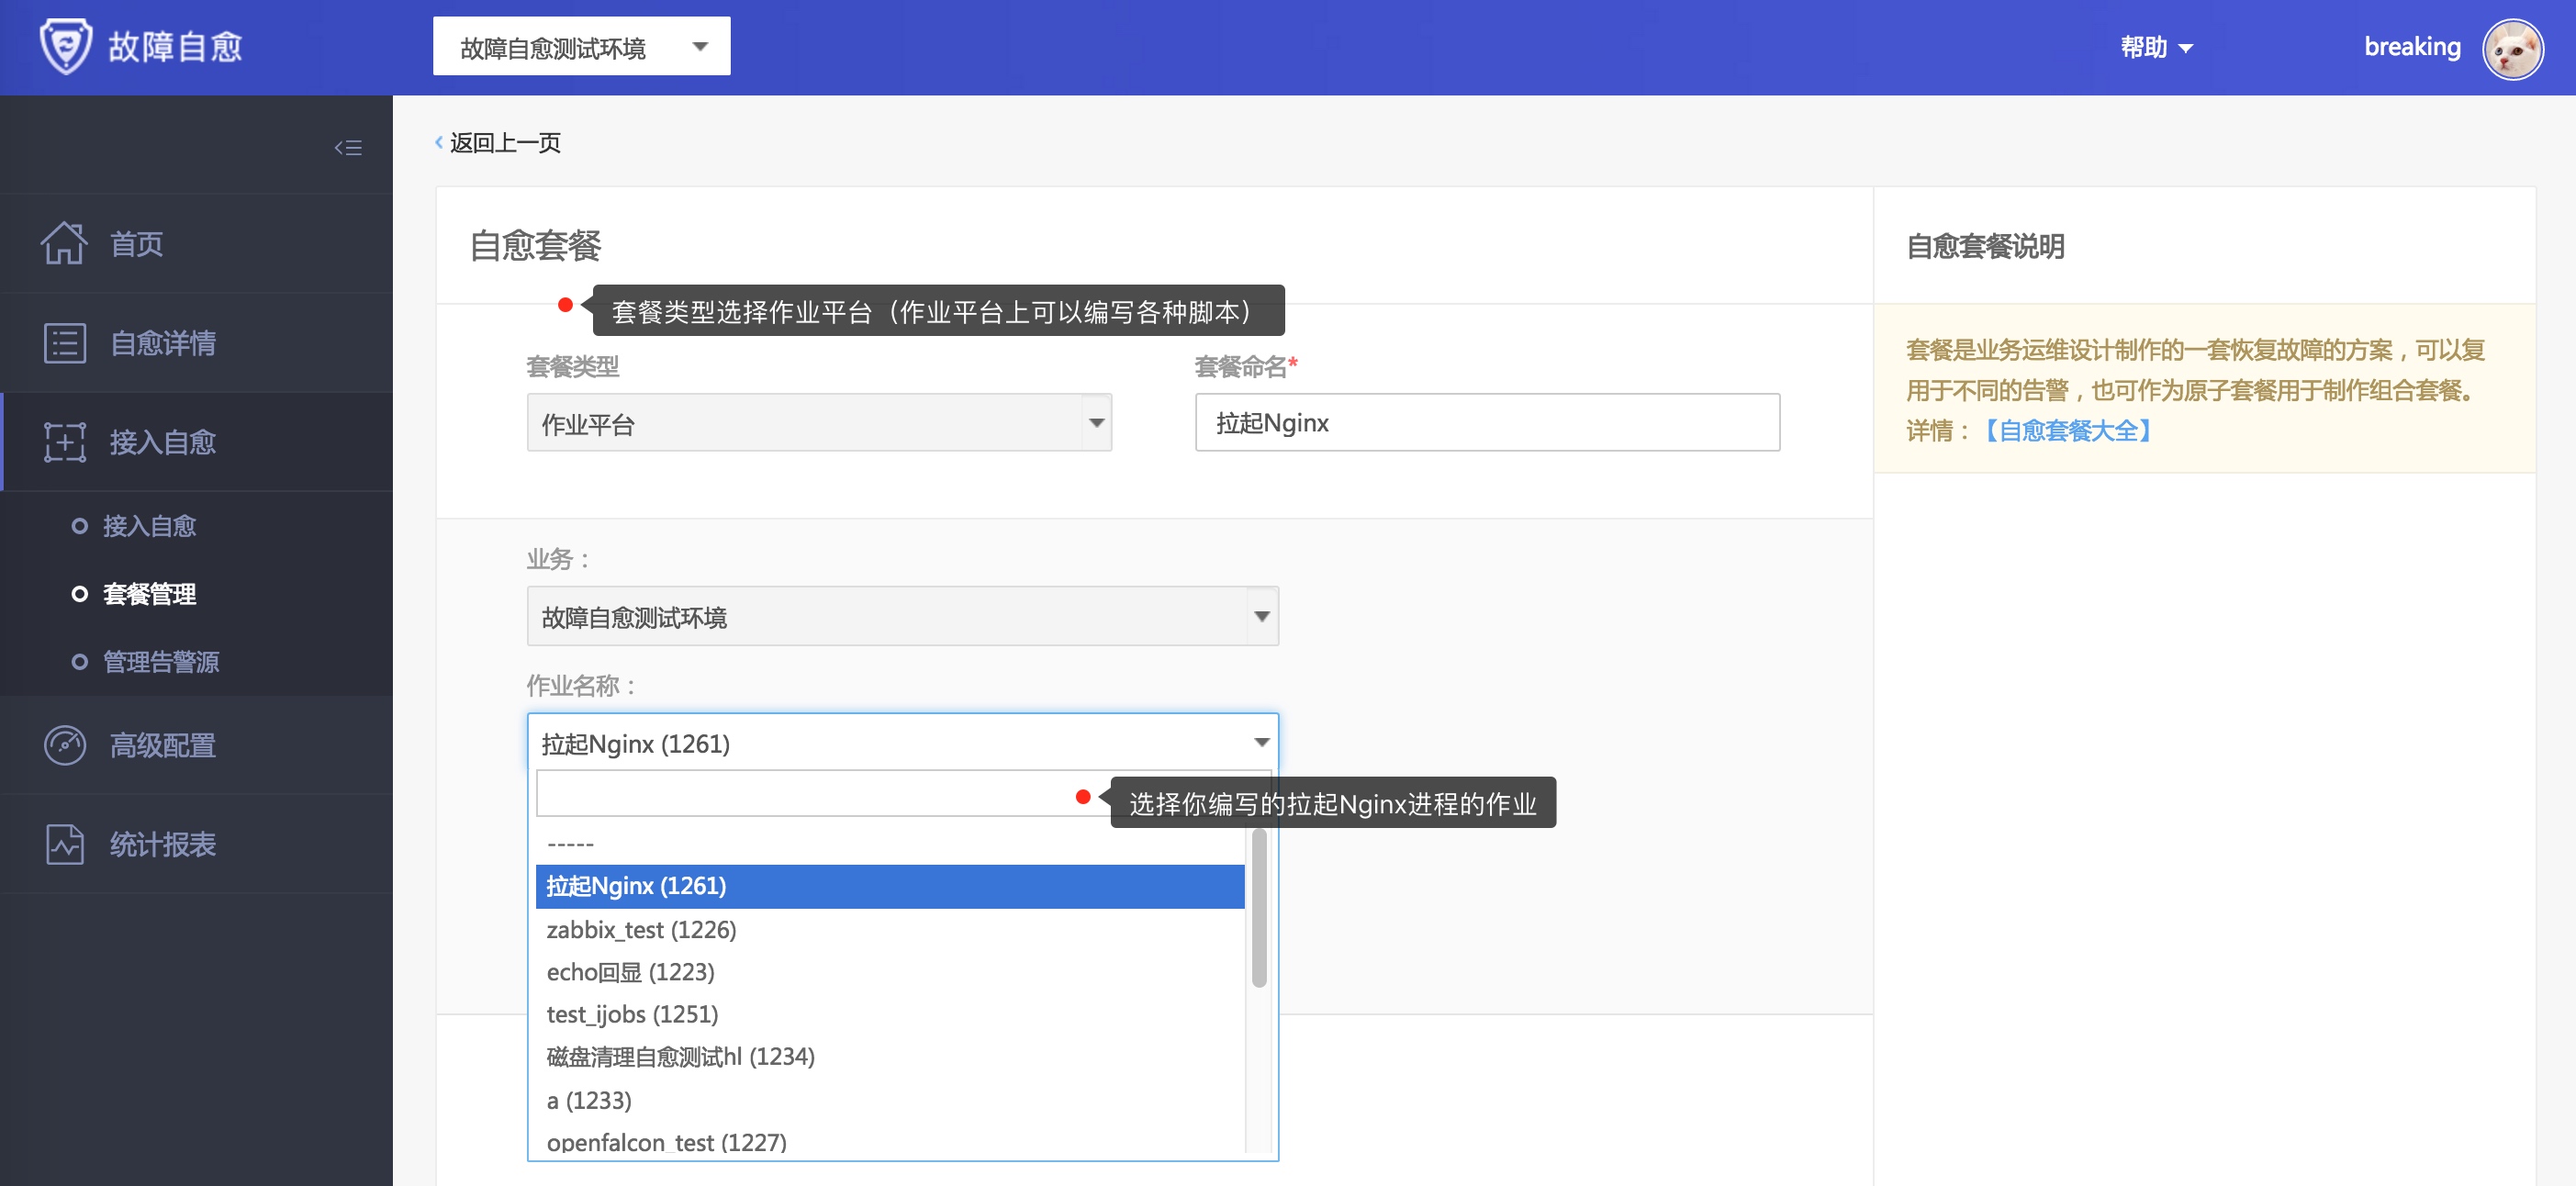 故障自愈
故障自愈测试环境
帮助
breaking
首页
自愈详情
接入自愈
接入自愈
套餐管理
管理告警源
高级配置
统计报表
返回上一页
自愈套餐
套餐类型选择作业平台（作业平台上可以编写各种脚本）
套餐类型
作业平台
套餐命名*
拉起Nginx
业务：
故障自愈测试环境
作业名称：
拉起Nginx (1261)
选择你编写的拉起Nginx进程的作业
-----
拉起Nginx (1261)
zabbix_test (1226)
echo回显 (1223)
test_ijobs (1251)
磁盘清理自愈测试hl (1234)
a (1233)
openfalcon_test (1227)
自愈套餐说明
套餐是业务运维设计制作的一套恢复故障的方案，可以复
用于不同的告警，也可作为原子套餐用于制作组合套餐。
详情：【自愈套餐大全】